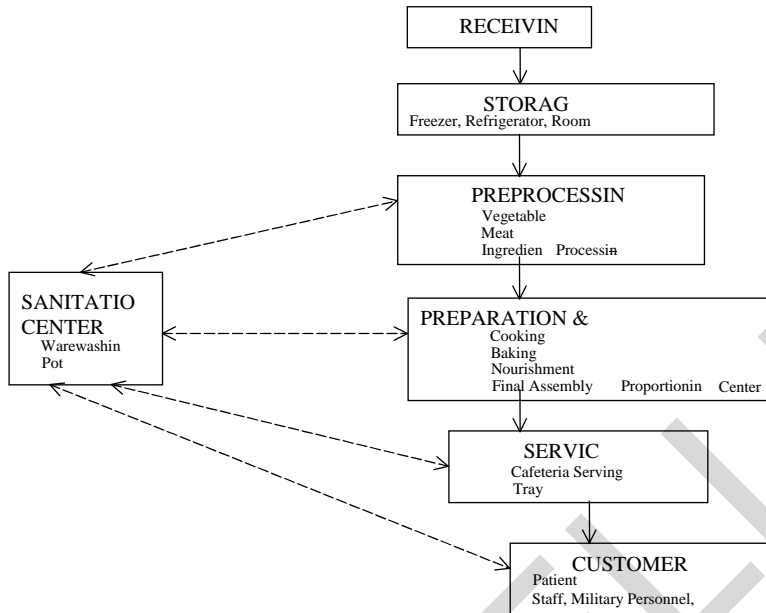 RECEIVIN
STORAG
Freezer, Refrigerator, Room
PREPROCESSIN
Vegetable
Meat
Ingredien Processin
SANITATIO
CENTER
Warewashin
Pot
PREPARATION &
Cooking
Baking
Nourishment
Final Assembly Proportionin Center
SERVIC
Cafeteria Serving
Tray
CUSTOMER
Patient
Staff, Military Personnel,